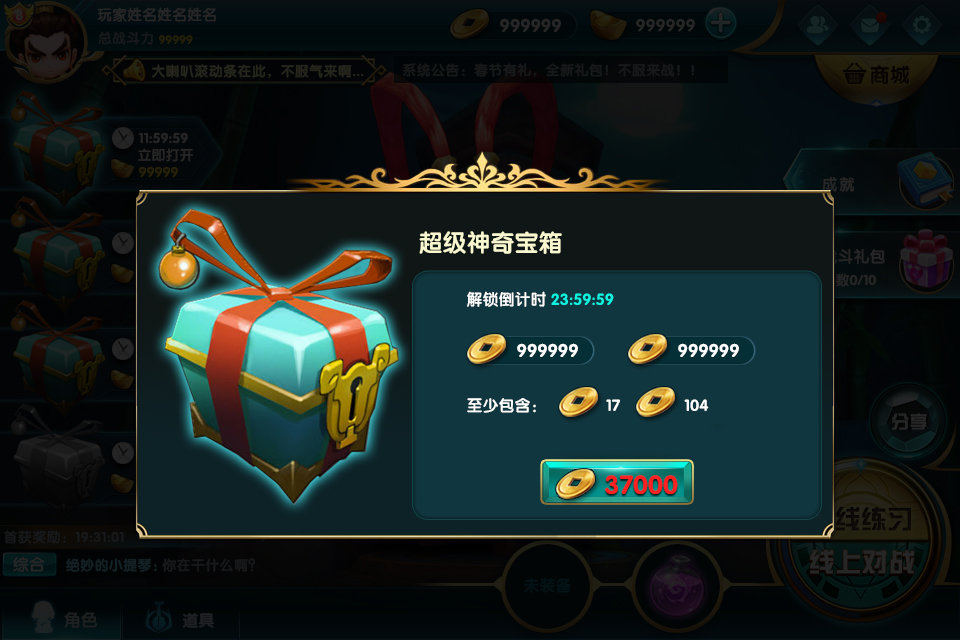 8
玩家姓名姓名姓名
总战斗力 99999
999999
999999
大喇叭滚动条在此，不服气来啊...
系统公告：春节有礼，全新礼包！不服来战！！
商城
11:59:59
立即打开
99999
成就
斗礼包
数0/10
超级神奇宝箱
解锁倒计时 23:59:59
999999
999999
至少包含： 17 104
37000
分享
线练习
线上对战
首获奖励：19:31:01
综合 绝妙的小提琴：你在干什么啊？
未装备
角色
道具